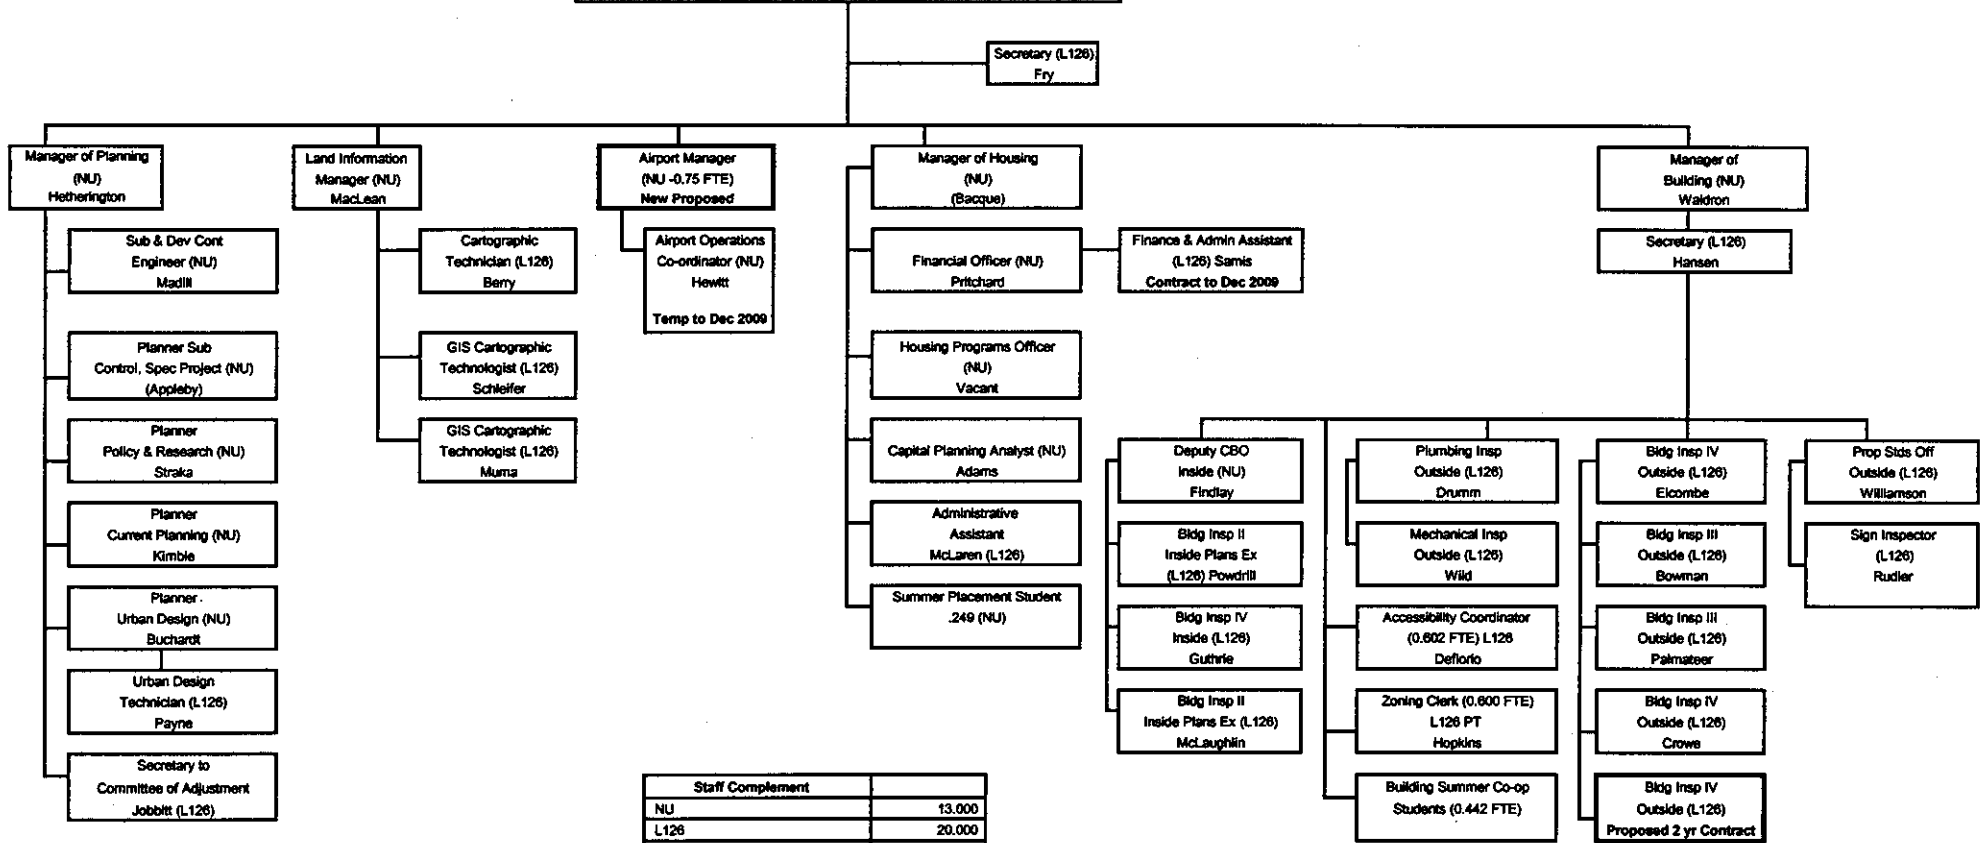 Secretary (L126)
Fry
Manager of Planning
(NU)
Hetherington
Sub & Dev Cont
Engineer (NU)
Madill
Planner Sub
Control, Spec Project (NU)
(Appleby)
Planner
Policy & Research (NU)
Straka
Planner
Current Planning (NU)
Kimble
Planner
Urban Design (NU)
Buchardt
Urban Design
Technician (L126)
Payne
Secretary to
Committee of Adjustment
Jobbitt (L126)
Land Information
Manager (NU)
MacLean
Cartographic
Technician (L126)
Berry
GIS Cartographic
Technologist (L126)
Schleifer
GIS Cartographic
Technologist (L126)
Muma
Airport Manager
(NU -0.75 FTE)
New Proposed
Airport Operations
Co-ordinator (NU)
Hewitt
Temp to Dec 2009
Manager of Housing
(NU)
(Bacque)
Financial Officer (NU)
Pritchard
Finance & Admin Assistant
(L126) Samis
Contract to Dec 2009
Housing Programs Officer
(NU)
Vacant
Capital Planning Analyst (NU)
Adams
Administrative
Assistant
McLaren (L126)
Summer Placement Student
.249 (NU)
Manager of
Building (NU)
Waldron
Secretary (L126)
Hansen
Deputy CBO
Inside (NU)
Findlay
Bldg Insp II
Inside Plans Ex
(L126) Powdrill
Bldg Insp IV
Inside (L126)
Guthrie
Bldg Insp II
Inside Plans Ex (L126)
McLaughlin
Plumbing Insp
Outside (L126)
Drumm
Mechanical Insp
Outside (L126)
Wild
Accessibility Coordinator
(0.602 FTE) L126
Deflorio
Zoning Clerk (0.600 FTE)
L126 PT
Hopkins
Building Summer Co-op
Students (0.442 FTE)
Bldg Insp IV
Outside (L126)
Elcombe
Bldg Insp III
Outside (L126)
Bowman
Bldg Insp III
Outside (L126)
Palmateer
Bldg Insp IV
Outside (L126)
Crowe
Bldg Insp IV
Outside (L126)
Proposed 2 yr Contract
Prop Stds Off
Outside (L126)
Williamson
Sign Inspector
(L126)
Rudler
Staff Complement
NU 13.000
L126 20.000